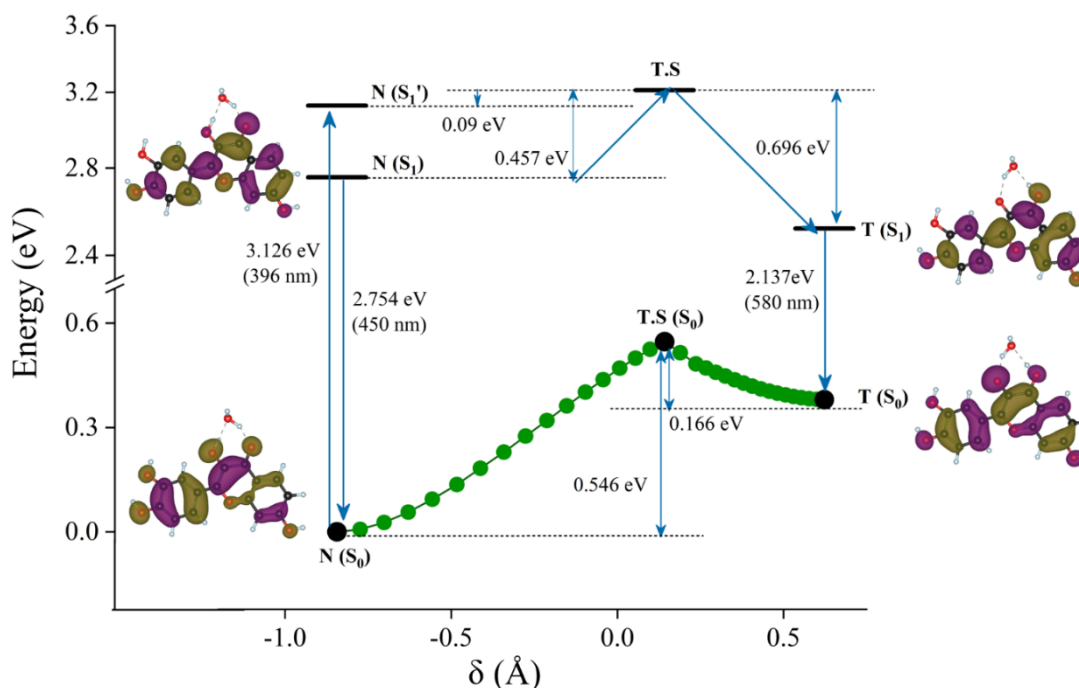 3.6
3.2
2.8
2.4
0.6
0.3
0.0
Energy (eV)
-1.0
-0.5
0.0
0.5
δ (Å)
N (S₁')
N (S₁)
T.S
0.09 eV
0.457 eV
0.696 eV
T (S₁)
3.126 eV
(396 nm)
2.754 eV
(450 nm)
2.137eV
(580 nm)
T.S (S₀)
T (S₀)
0.166 eV
0.546 eV
N (S₀)